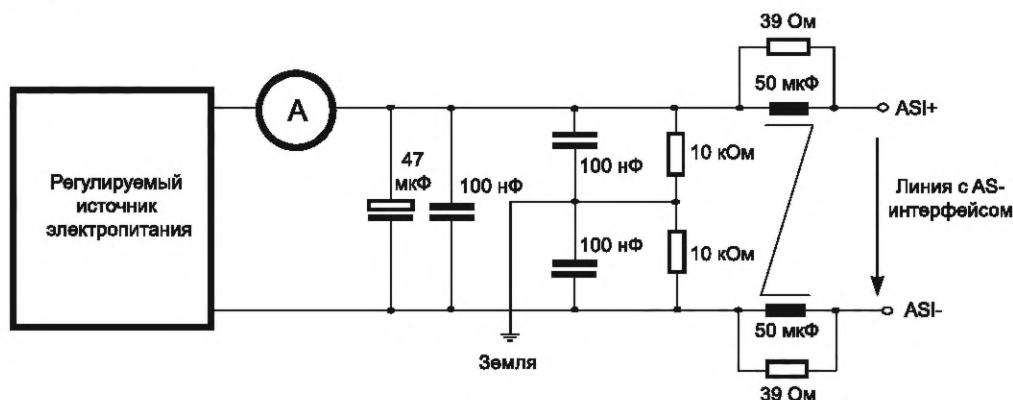 39 Ом
50 мкФ
ASI+
А
Регулируемый
источник
электропитания
47
мкФ
100 нФ
100 нФ
10 кОм
Линия с AS-
интерфейсом
100 нФ
10 кОм
ASI-
50 мкФ
Земля
39 Ом